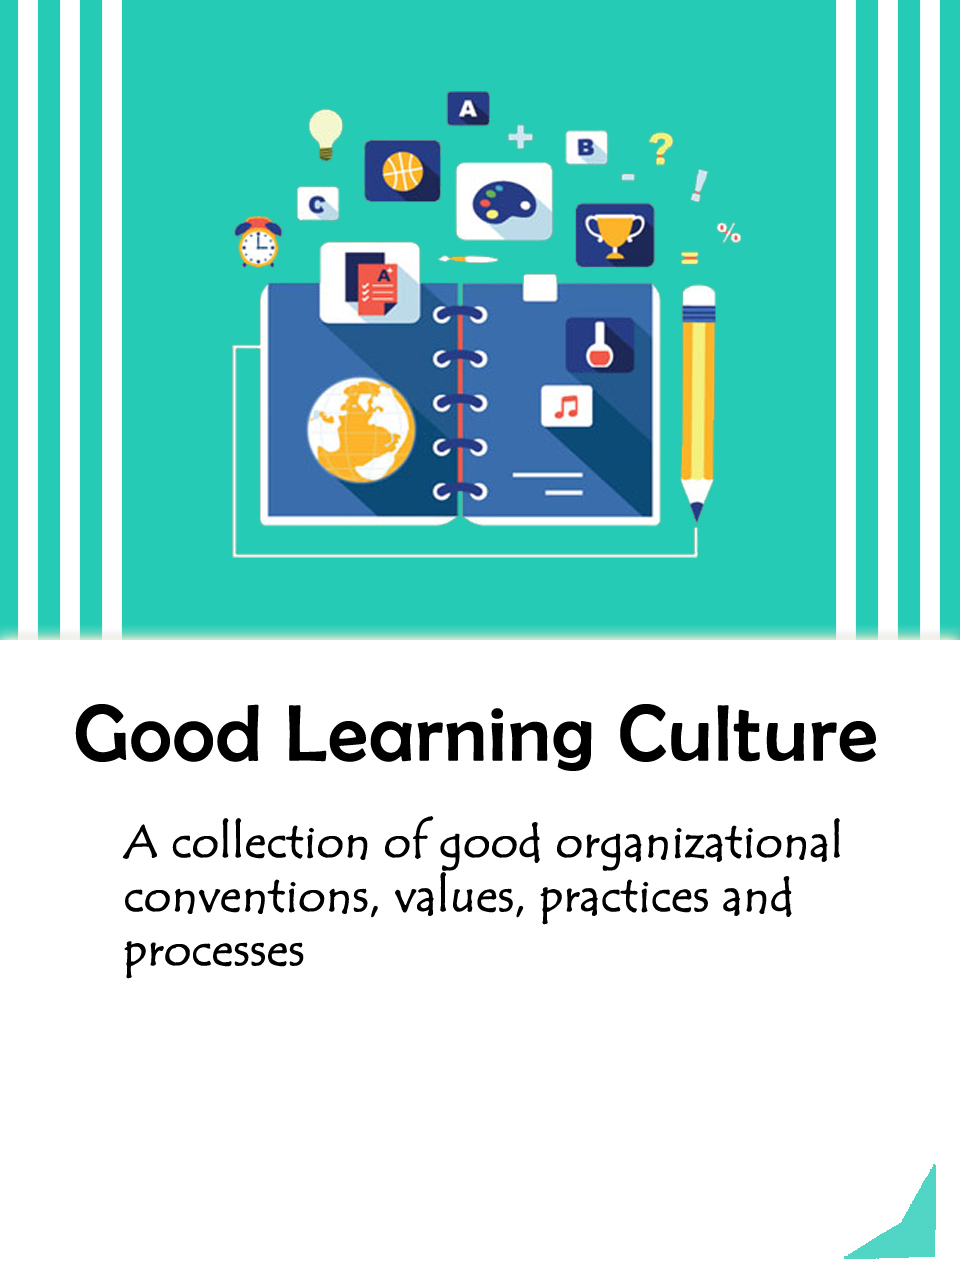 A
+
B
?
-
!
C
%
=
A+
Good Learning Culture
A collection of good organizational
conventions, values, practices and
processes